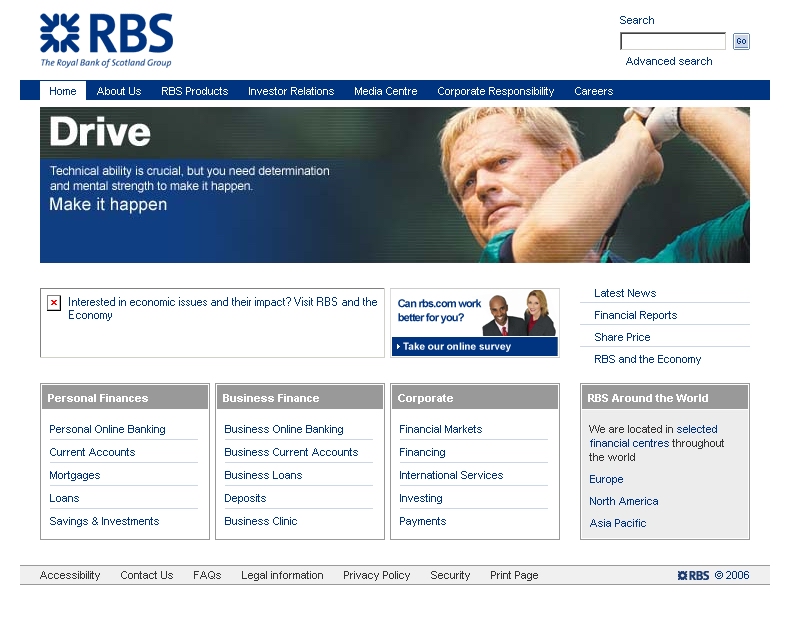 RBS
The Royal Bank of Scotland Group
Search
Go
Advanced search
Home About Us RBS Products Investor Relations Media Centre Corporate Responsibility Careers
Drive
Technical ability is crucial, but you need determination
and mental strength to make it happen.
Make it happen
Interested in economic issues and their impact? Visit RBS and the
Economy
Can rbs.com work
better for you?
Take our online survey
Latest News
Financial Reports
Share Price
RBS and the Economy
Personal Finances
Personal Online Banking
Current Accounts
Mortgages
Loans
Savings & Investments
Business Finance
Business Online Banking
Business Current Accounts
Business Loans
Deposits
Business Clinic
Corporate
Financial Markets
Financing
International Services
Investing
Payments
RBS Around the World
We are located in selected
financial centres throughout
the world
Europe
North America
Asia Pacific
Accessibility Contact Us FAQs Legal information Privacy Policy Security Print Page RBS © 2006